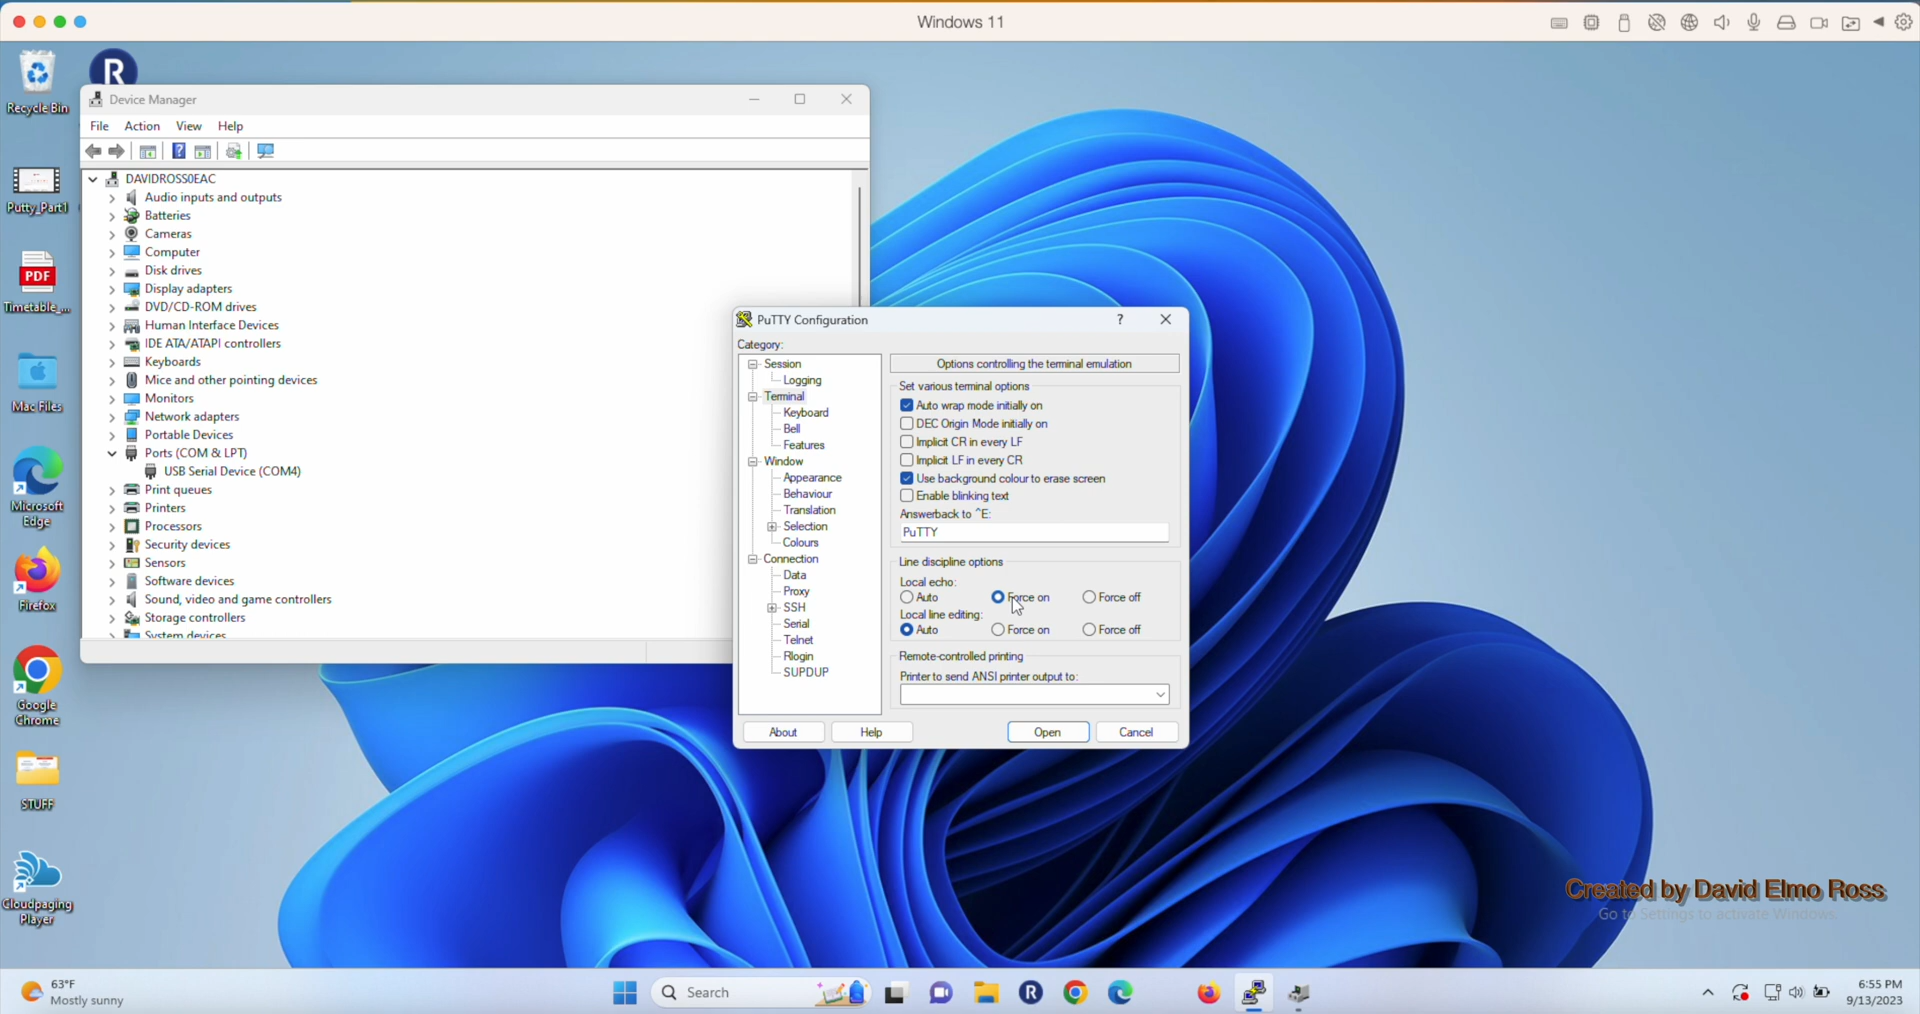 Windows 11
Recycle Bin
R
Putty_Part1
PDF
Timetable_...
Mac Files
Microsoft
Edge
Firefox
Google
Chrome
STUFF
Cloudpaging
Player
Device Manager
File Action View Help
DAVIDROSS0EAC
Audio inputs and outputs
Batteries
Cameras
Computer
Disk drives
Display adapters
DVD/CD-ROM drives
Human Interface Devices
IDE ATA/ATAPI controllers
Keyboards
Mice and other pointing devices
Monitors
Network adapters
Portable Devices
Ports (COM & LPT)
USB Serial Device (COM4)
Print queues
Printers
Processors
Security devices
Sensors
Software devices
Sound, video and game controllers
Storage controllers
System devices
PuTTY Configuration
Category:
Session
Logging
Terminal
Keyboard
Bell
Features
Window
Appearance
Behaviour
Translation
Selection
Colours
Connection
Data
Proxy
SSH
Serial
Telnet
Rlogin
SUPDUP
Options controlling the terminal emulation
Set various terminal options
Auto wrap mode initially on
DEC Origin Mode initially on
Implicit CR in every LF
Implicit LF in every CR
Use background colour to erase screen
Enable blinking text
Answerback to ^E:
PuTTY
Line discipline options
Local echo:
Auto Force on Force off
Local line editing:
Auto Force on Force off
Remote-controlled printing
Printer to send ANSI printer output to:
About Help Open Cancel
Created by David Elmo Ross
Go to Settings to activate Windows.
63°F
Mostly sunny
Search
R
6:55 PM
9/13/2023